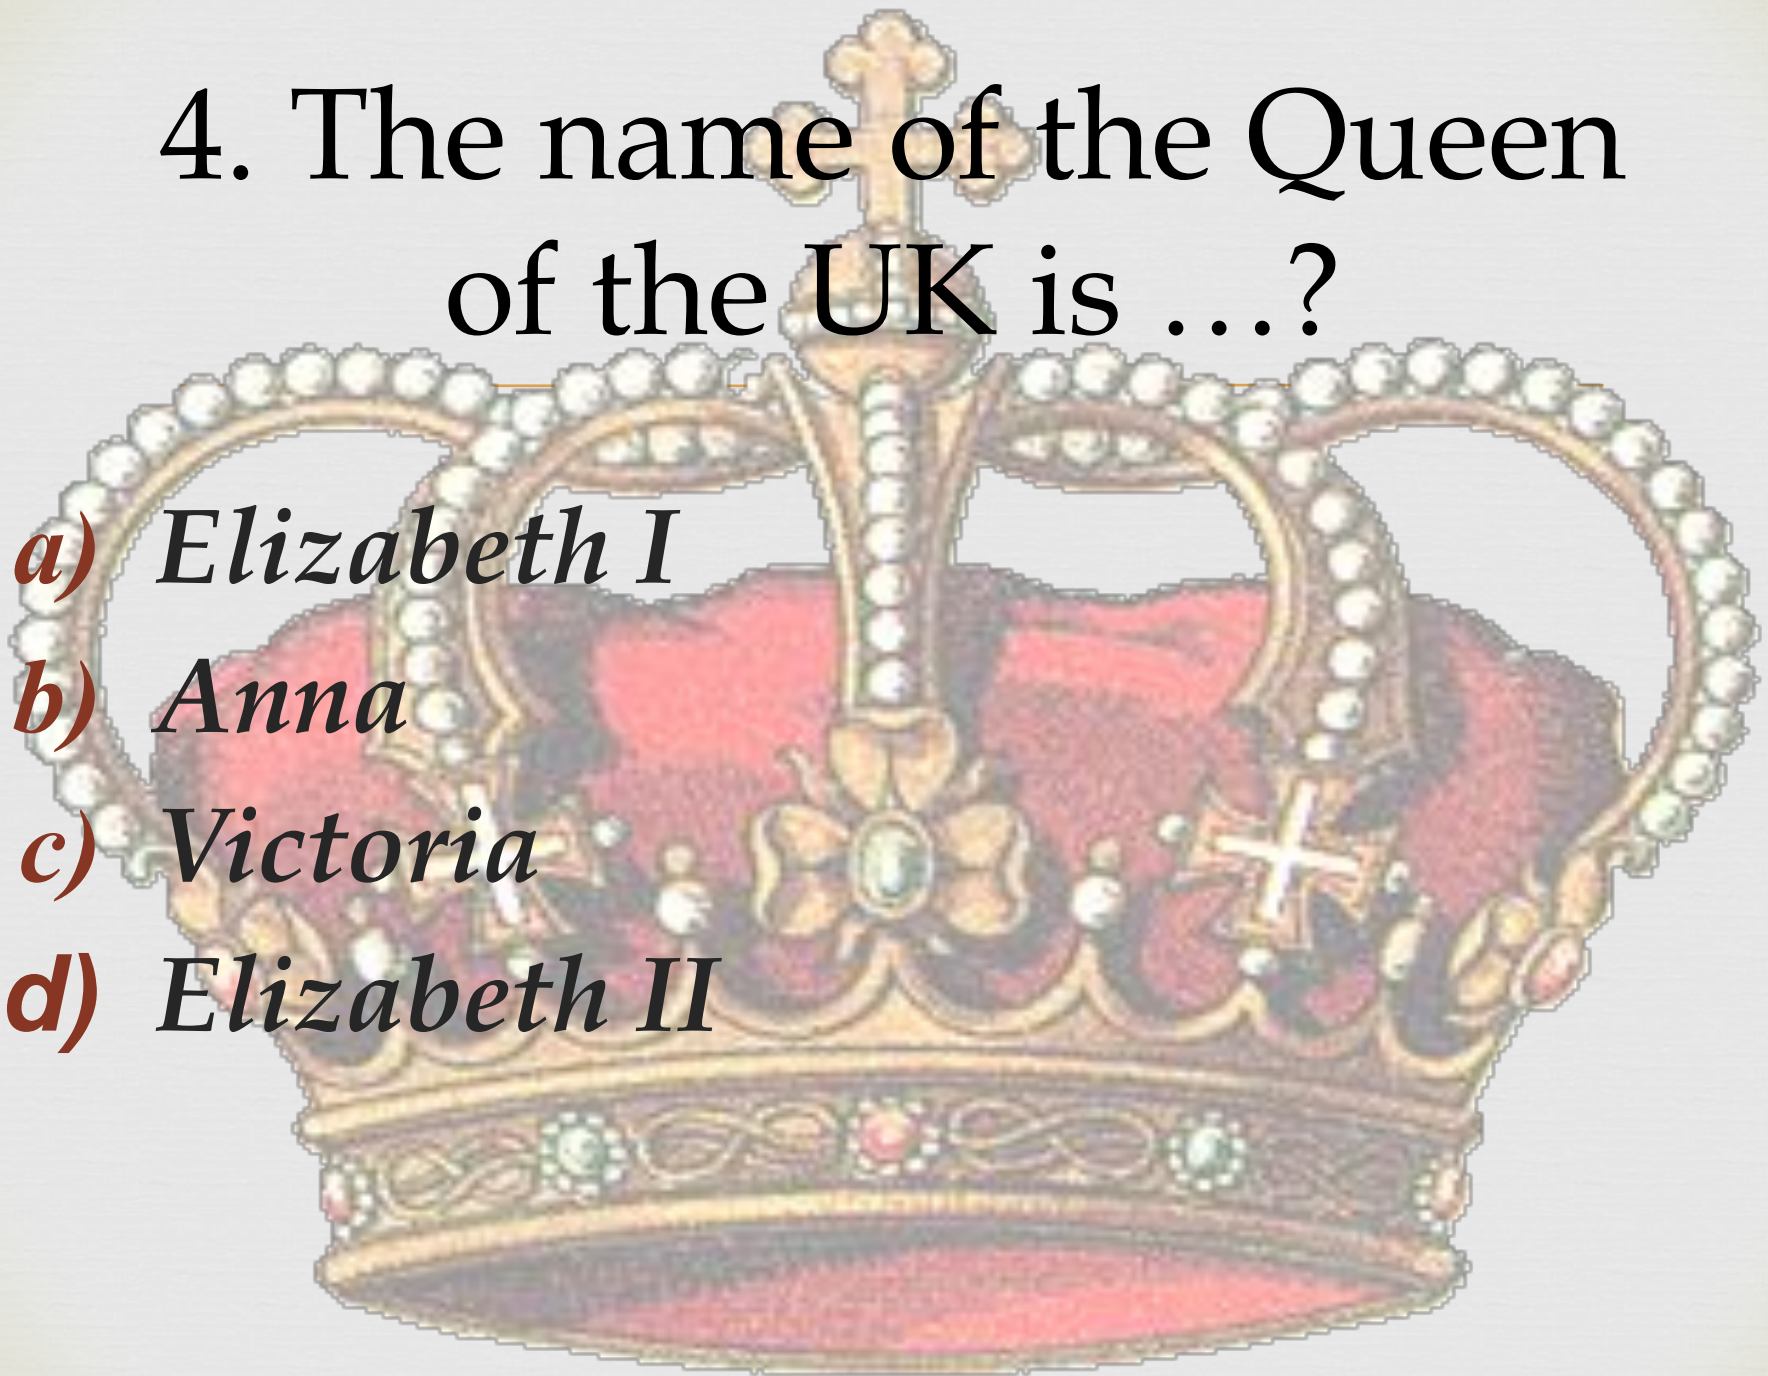 4. The name of the Queen
of the UK is …?
a) Elizabeth I
b) Anna
c) Victoria
d) Elizabeth II